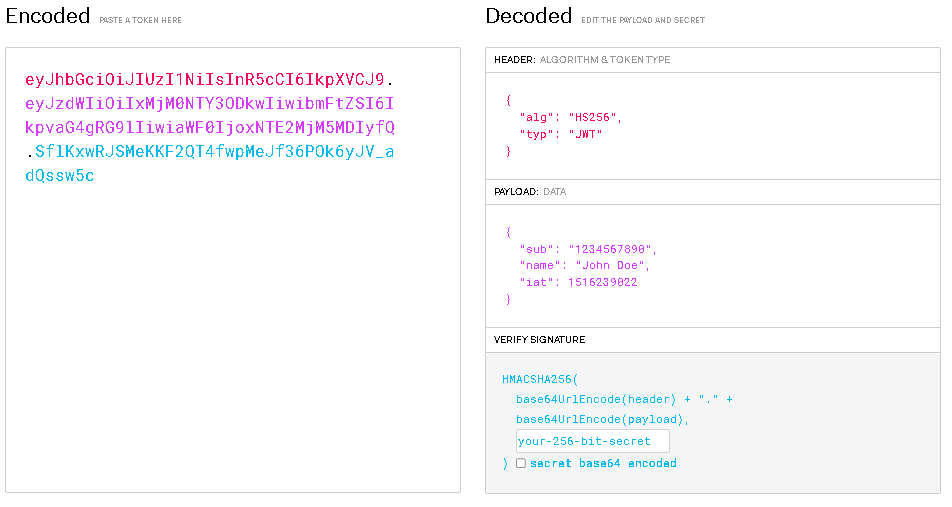 Encoded PASTE A TOKEN HERE
eyJhbGciOiJIUzI1NiIsInR5cCI6IkpXVCJ9.
eyJzdWIiOiIxMjM0NTY3ODkwIiwibmFtZSI6I
kpvaG4gRG9lIiwiaWF0IjoxNTE2MjM5MDIyfQ
.SflKxwRJSMeKKF2QT4fwpMeJf36POk6yJV_a
dQssw5c
Decoded EDIT THE PAYLOAD AND SECRET
HEADER: ALGORITHM & TOKEN TYPE
{
"alg": "HS256",
"typ": "JWT"
}
PAYLOAD: DATA
{
"sub": "1234567890",
"name": "John Doe",
"iat": 1516239022
}
VERIFY SIGNATURE
HMACSHA256(
base64UrlEncode(header) + "." +
base64UrlEncode(payload),
your-256-bit-secret
) secret base64 encoded